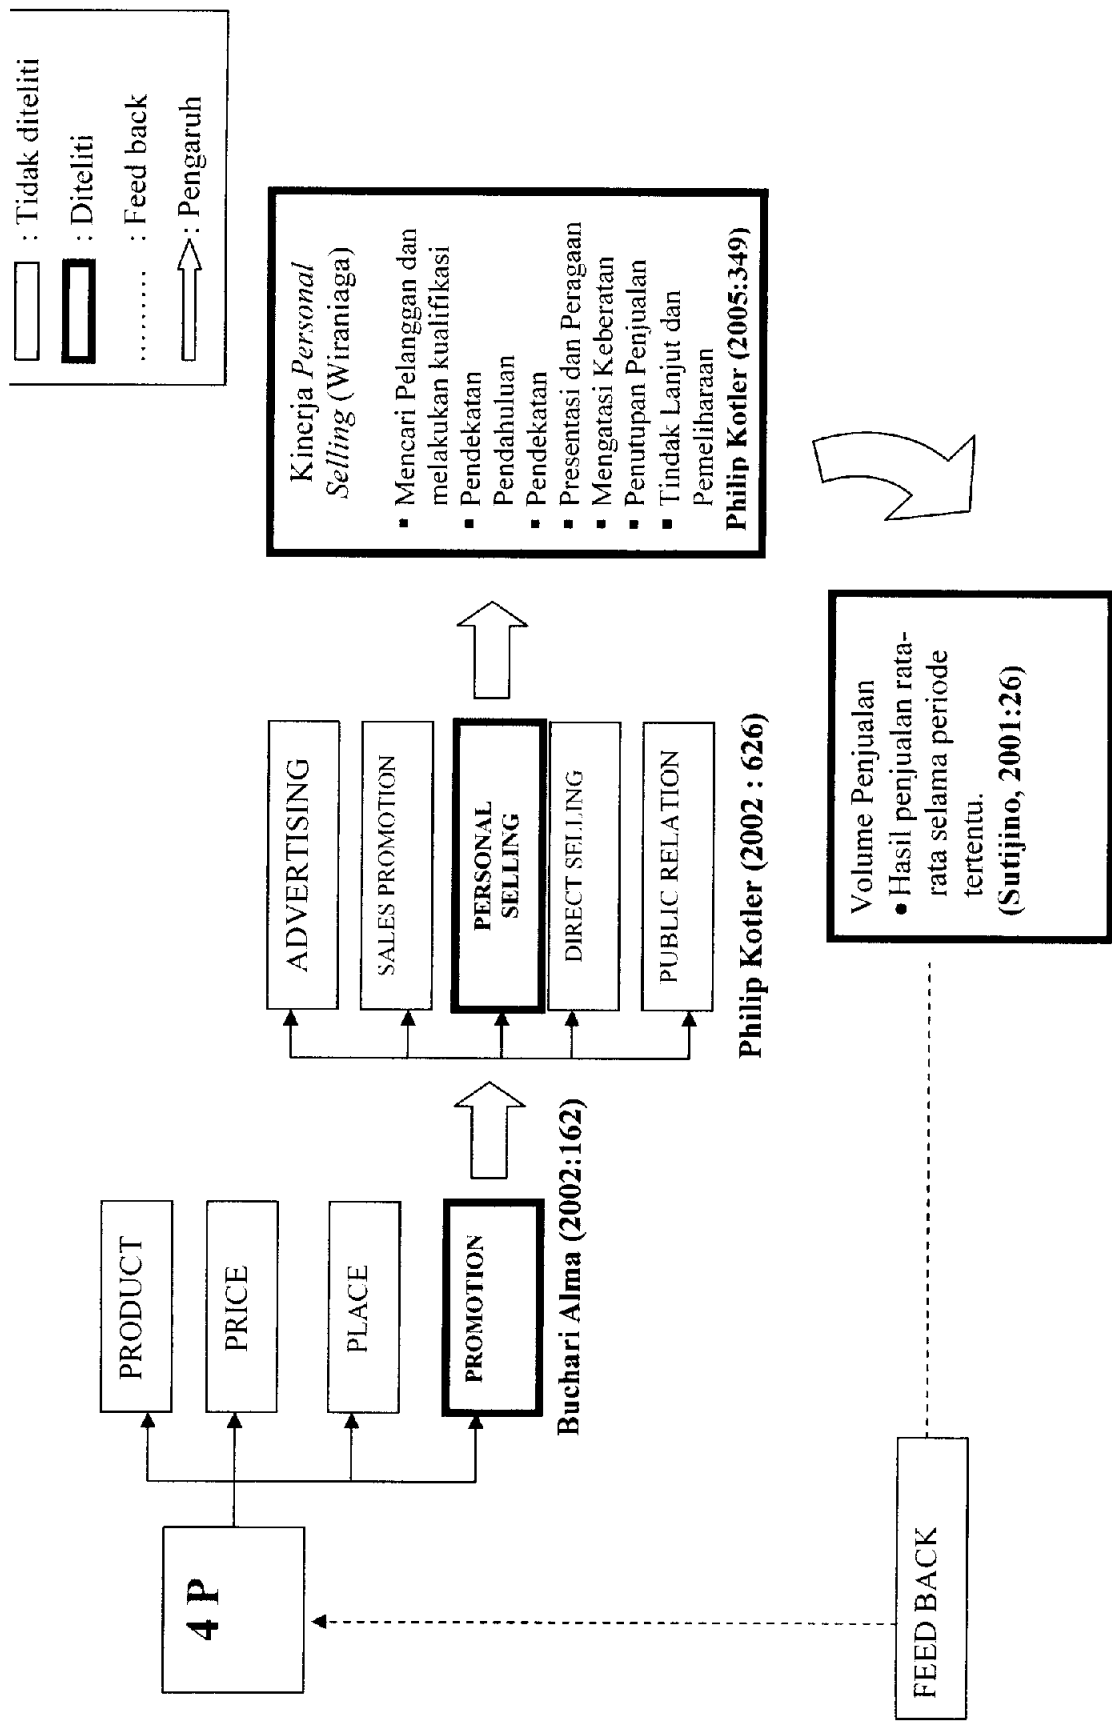 : Tidak diteliti
: Diteliti
: Feed back
: Pengaruh
4 P
PRODUCT
PRICE
PLACE
PROMOTION
Buchari Alma (2002:162)
ADVERTISING
SALES PROMOTION
PERSONAL
SELLING
DIRECT SELLING
PUBLIC RELATION
Philip Kotler (2002 : 626)
Kinerja Personal
Selling (Wiraniaga)
▪ Mencari Pelanggan dan
melakukan kualifikasi
▪ Pendekatan
Pendahuluan
▪ Pendekatan
▪ Presentasi dan Peragaan
▪ Mengatasi Keberatan
▪ Penutupan Penjualan
▪ Tindak Lanjut dan
Pemeliharaan
Philip Kotler (2005:349)
Volume Penjualan
• Hasil penjualan rata-
rata selama periode
tertentu.
(Sutijino, 2001:26)
FEED BACK